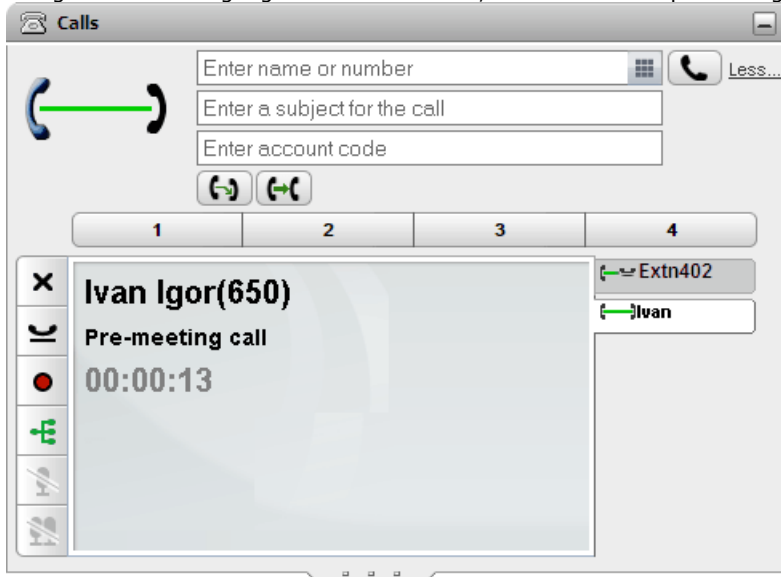 Calls
Enter name or number
Less...
Enter a subject for the call
Enter account code
1 2 3 4
Ivan Igor(650)
Pre-meeting call
00:00:13
Extn402
Ivan